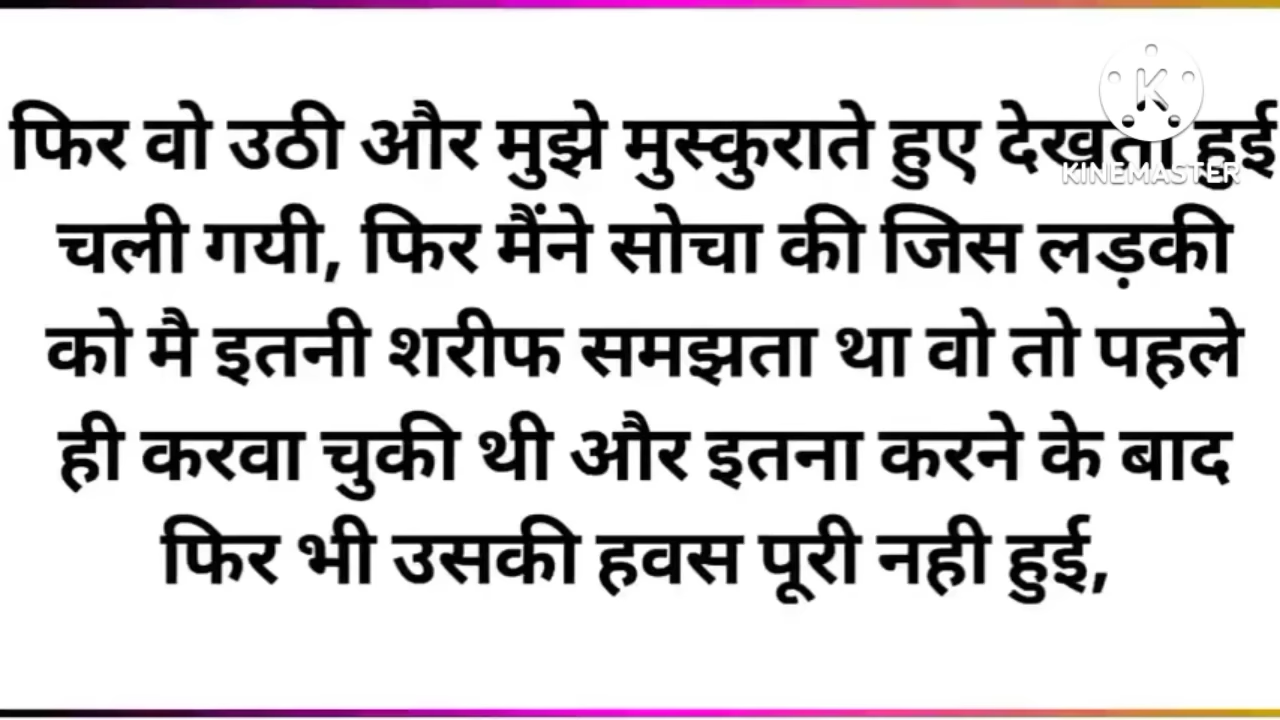 फिर वो उठी और मुझे मुस्कुराते हुए देखती हुई
चली गयी, फिर मैंने सोचा की जिस लड़की
को मै इतनी शरीफ समझता था वो तो पहले
ही करवा चुकी थी और इतना करने के बाद
फिर भी उसकी हवस पूरी नही हुई,
K
KINEMASTER